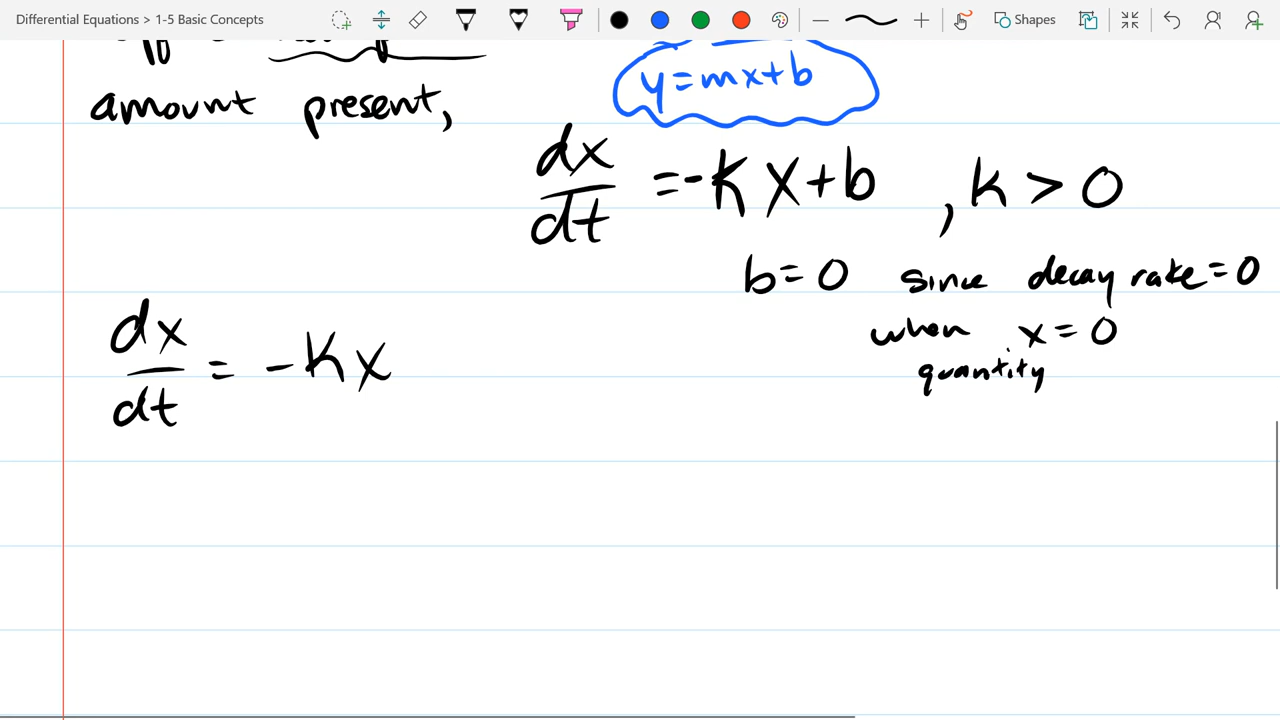 Differential Equations > 1-5 Basic Concepts
Shapes
y=mx+b
amount present,
dx/dt = -kx+b , k > 0
b=0 since decay rate=0
when x=0
quantity
dx/dt = -kx